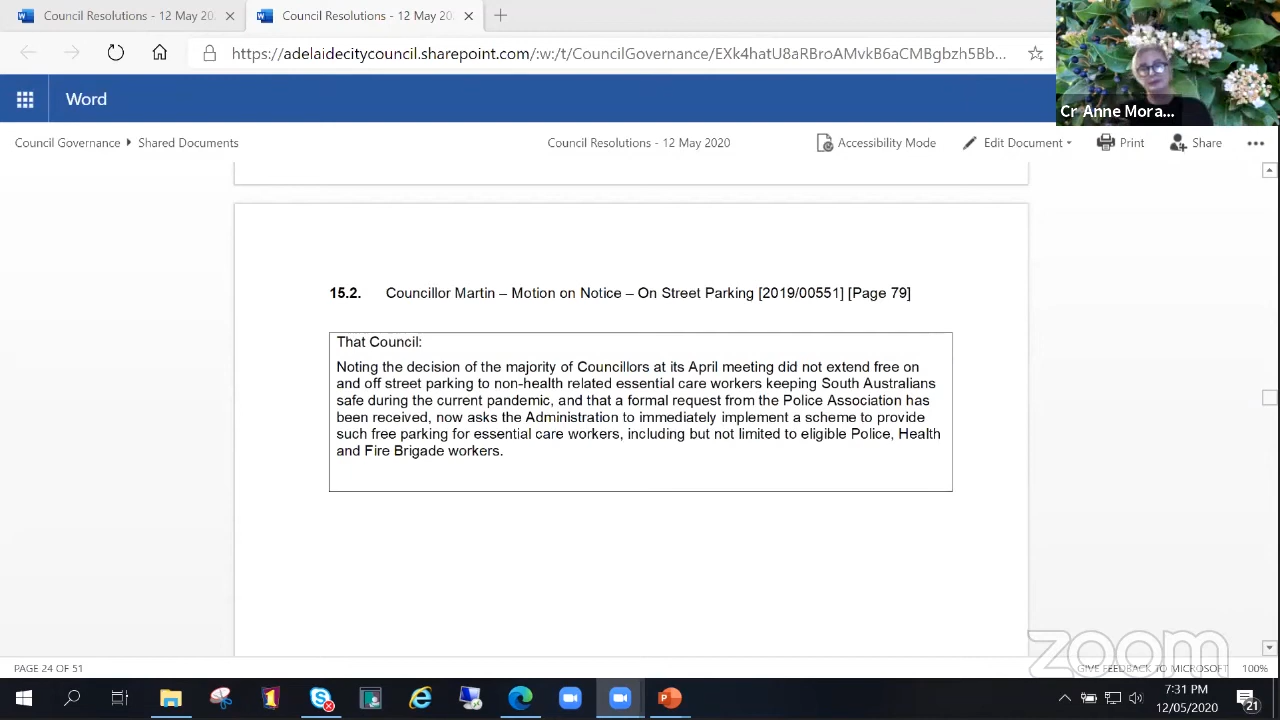 Council Resolutions - 12 May 20.
Council Resolutions - 12 May 202
https://adelaidecitycouncil.sharepoint.com/:w:/t/CouncilGovernance/EXk4hatU8aRBroAMvkB6aCMBgbzh5Bb...
Word
Cr Anne Mora...
Council Governance Shared Documents
Council Resolutions - 12 May 2020
Accessibility Mode
Edit Document
Print
Share
15.2. Councillor Martin – Motion on Notice – On Street Parking [2019/00551] [Page 79]
That Council:
Noting the decision of the majority of Councillors at its April meeting did not extend free on
and off street parking to non-health related essential care workers keeping South Australians
safe during the current pandemic, and that a formal request from the Police Association has
been received, now asks the Administration to immediately implement a scheme to provide
such free parking for essential care workers, including but not limited to eligible Police, Health
and Fire Brigade workers.
zoom
PAGE 24 OF 51
GIVE FEEDBACK TO MICROSOFT 100%
7:31 PM
12/05/2020
21